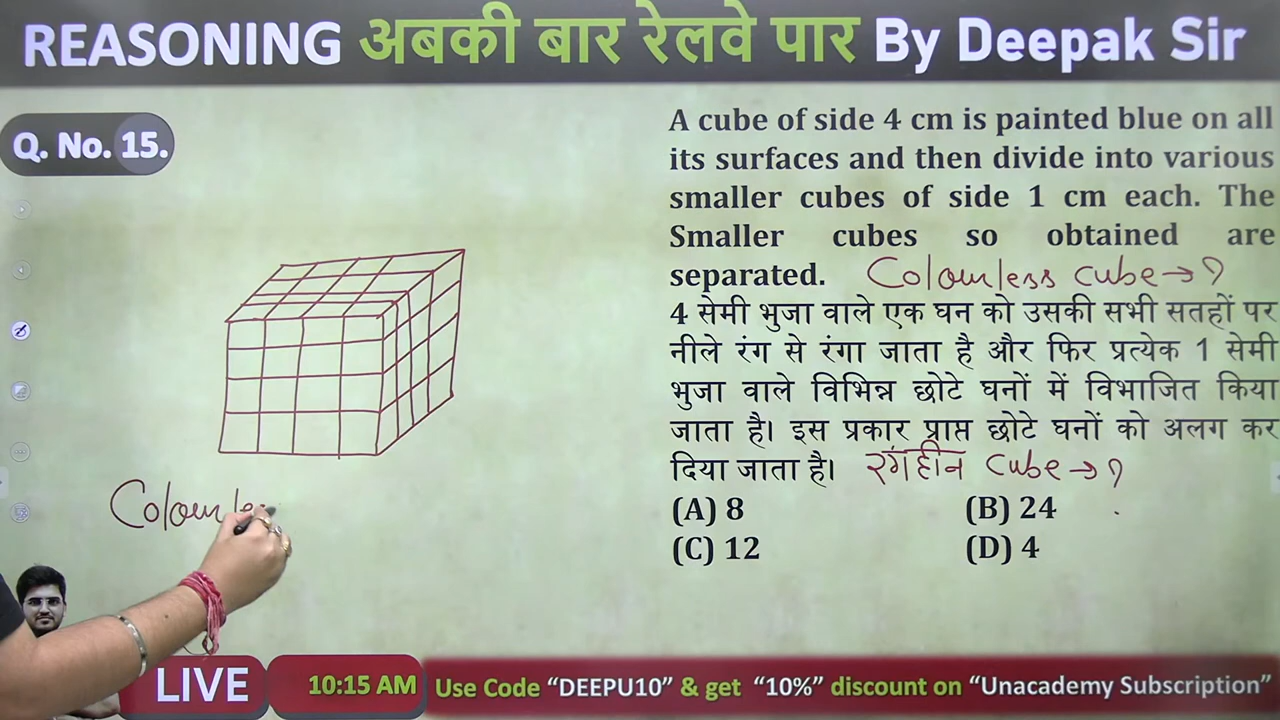 REASONING अबकी बार रेलवे पार By Deepak Sir
Q. No. 15.
A cube of side 4 cm is painted blue on all
its surfaces and then divide into various
smaller cubes of side 1 cm each. The
Smaller cubes so obtained are
separated. Colourless cube → ?
4 सेमी भुजा वाले एक घन को उसकी सभी सतहों पर
नीले रंग से रंगा जाता है और फिर प्रत्येक 1 सेमी
भुजा वाले विभिन्न छोटे घनों में विभाजित किया
जाता है। इस प्रकार प्राप्त छोटे घनों को अलग कर
दिया जाता है। रंगहीन cube → ?
(A) 8 (B) 24
(C) 12 (D) 4
Colourle
LIVE 10:15 AM Use Code “DEEPU10” & get “10%” discount on “Unacademy Subscription”